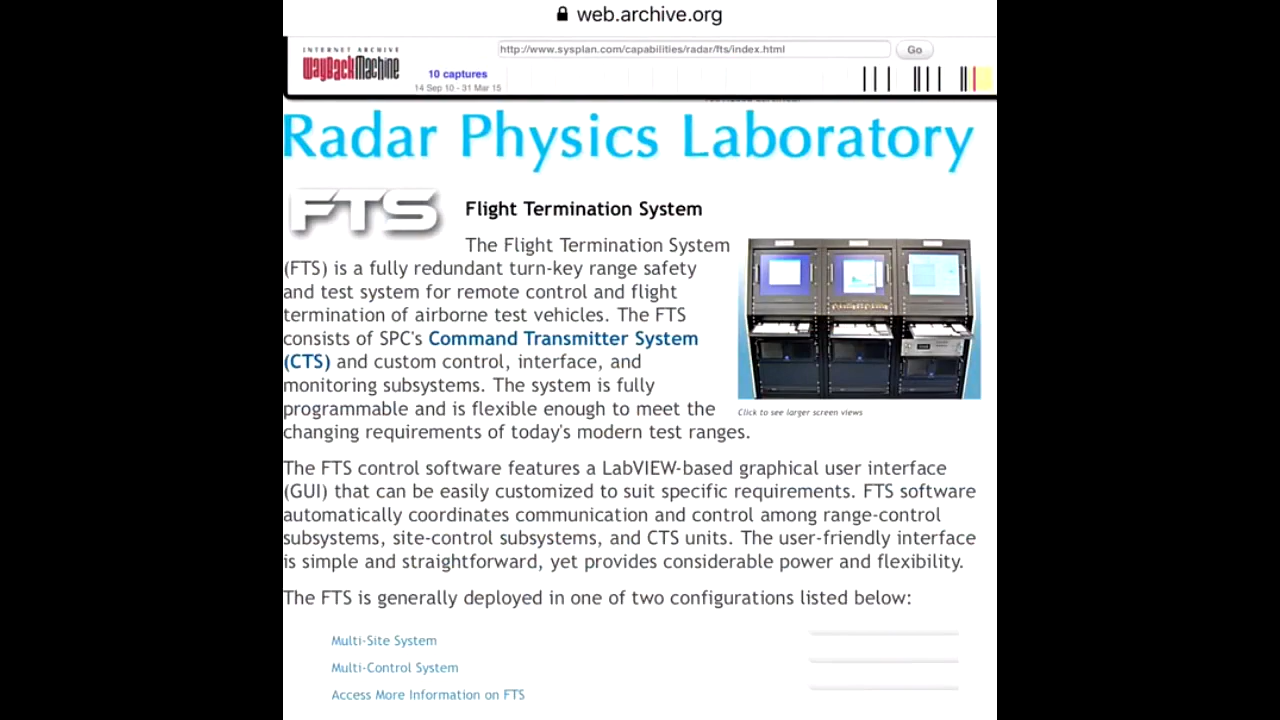 web.archive.org
INTERNET ARCHIVE
WayBackMachine
http://www.sysplan.com/capabilities/radar/fts/index.html
Go
10 captures
14 Sep 10 - 31 Mar 15
Radar Physics Laboratory
FTS
Flight Termination System
The Flight Termination System
(FTS) is a fully redundant turn-key range safety
and test system for remote control and flight
termination of airborne test vehicles. The FTS
consists of SPC's Command Transmitter System
(CTS) and custom control, interface, and
monitoring subsystems. The system is fully
programmable and is flexible enough to meet the
changing requirements of today's modern test ranges.
Click to see larger screen views
The FTS control software features a LabVIEW-based graphical user interface
(GUI) that can be easily customized to suit specific requirements. FTS software
automatically coordinates communication and control among range-control
subsystems, site-control subsystems, and CTS units. The user-friendly interface
is simple and straightforward, yet provides considerable power and flexibility.
The FTS is generally deployed in one of two configurations listed below:
Multi-Site System
Multi-Control System
Access More Information on FTS